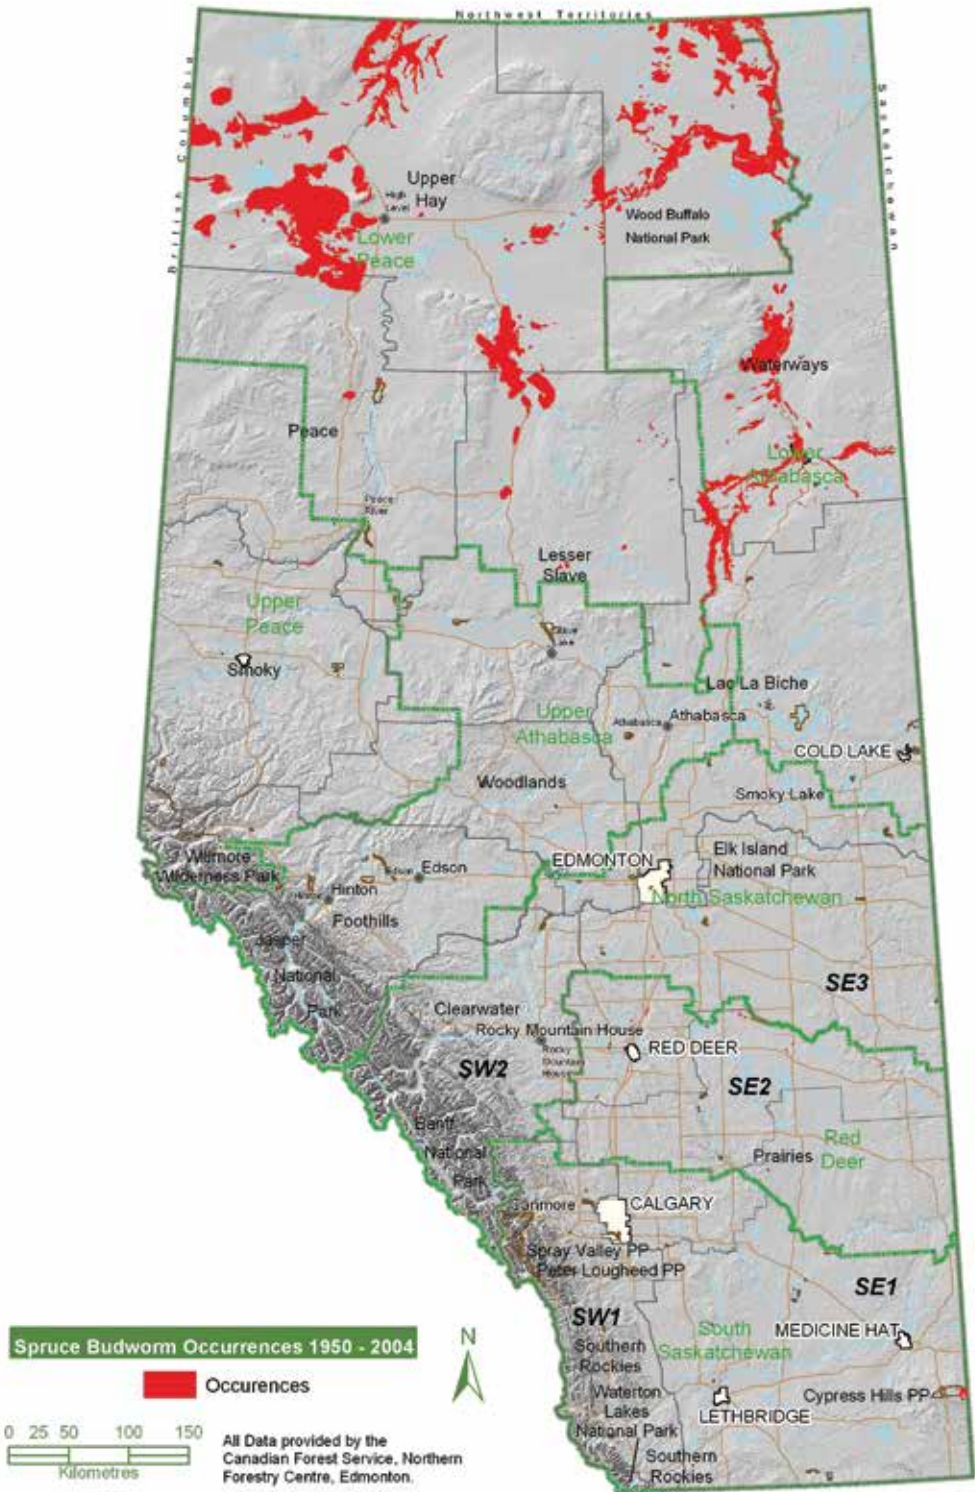 Northwest Territories
British Columbia
Saskatchewan
Upper
Hay
High
Level
Lower
Peace
Wood Buffalo
National Park
Waterways
Peace
Lower
Athabasca
Peace
River
Lesser
Slave
Upper
Peace
Slave
Lake
Smoky
Lac La Biche
Upper
Athabasca
Athabasca
Athabasca
COLD LAKE
Woodlands
Smoky Lake
Willmore
Wilderness Park
EDMONTON
Elk Island
National Park
Edson
Edson
Hinton
Hinton
North Saskatchewan
Foothills
Jasper
National
Park
SE3
Clearwater
Rocky Mountain House
Rocky
Mountain
House
RED DEER
SW2
SE2
Banff
National
Park
Prairies
Red
Deer
Canmore
CALGARY
Spray Valley PP
Peter Lougheed PP
SE1
SW1
South
Saskatchewan
MEDICINE HAT
Southern
Rockies
Waterton
Lakes
National Park
Cypress Hills PP
LETHBRIDGE
Southern
Rockies
Spruce Budworm Occurrences 1950 - 2004
N
Occurences
0 25 50 100 150
Kilometres
All Data provided by the
Canadian Forest Service, Northern
Forestry Centre, Edmonton.